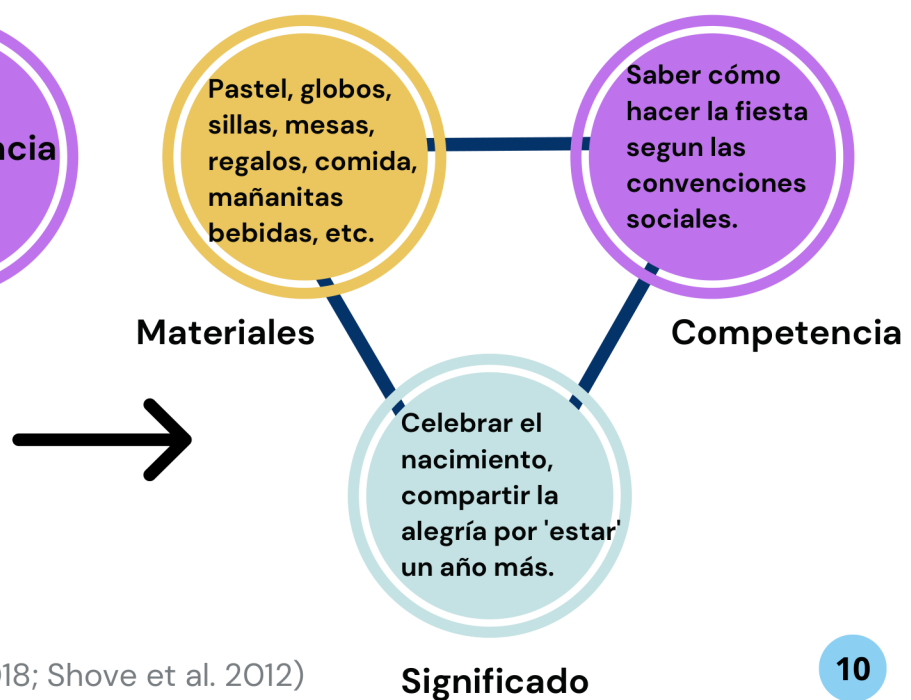 ncia
Pastel, globos,
sillas, mesas,
regalos, comida,
mañanitas
bebidas, etc.
Materiales
Saber cómo
hacer la fiesta
segun las
convenciones
sociales.
Competencia
Celebrar el
nacimiento,
compartir la
alegría por 'estar'
un año más.
Significado
18; Shove et al. 2012)
10